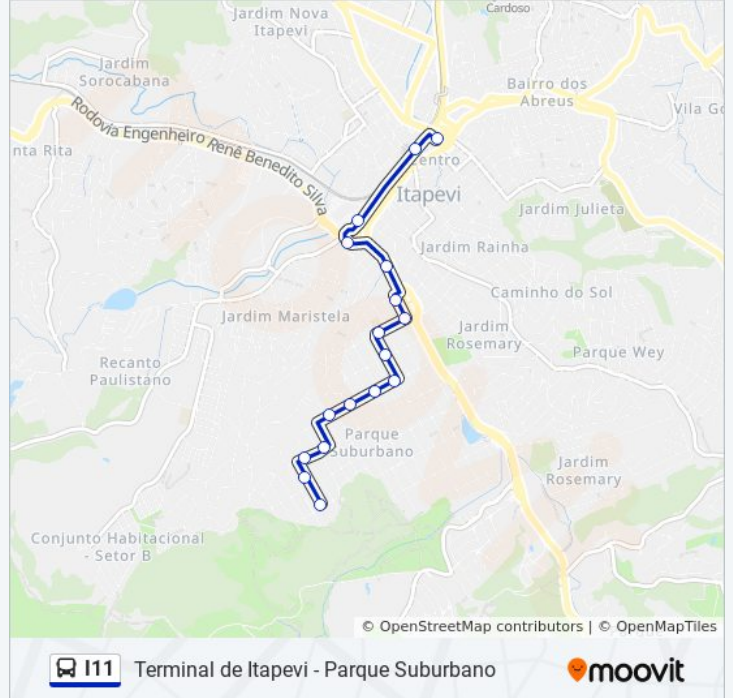 Cardoso
Jardim Nova
Itapevi
Jardim
Sorocabana
Bairro dos
Abreus
Rodovia Engenheiro Renê Benedito Silva
Vila Go
nta Rita
Centro
Itapevi
Jardim Julieta
Jardim Rainha
Caminho do Sol
Jardim Maristela
Jardim
Rosemary
Parque Wey
Recanto
Paulistano
Parque
Suburbano
Jardim
Rosemary
Conjunto Habitacional
- Setor B
© OpenStreetMap contributors | © OpenMapTiles
I11 Terminal de Itapevi - Parque Suburbano
moovit